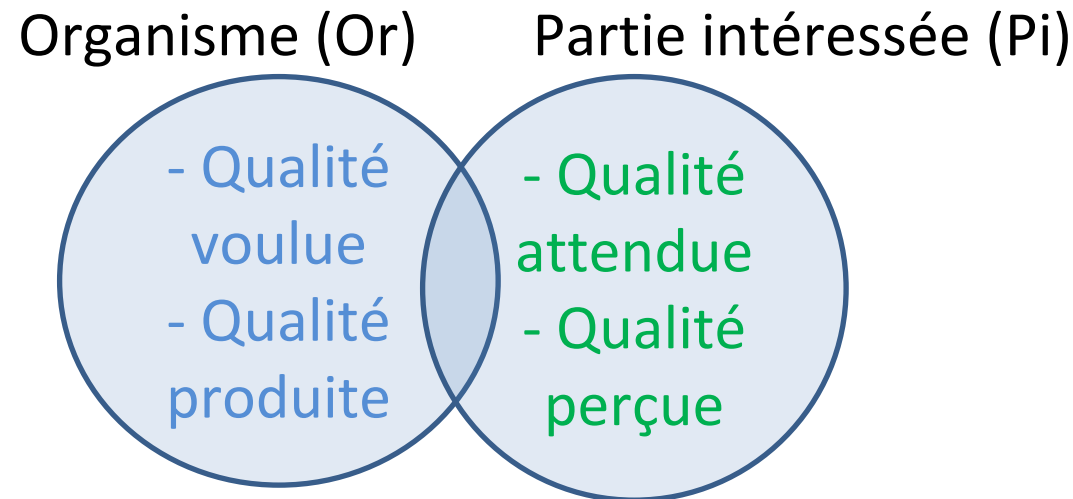 Organisme (Or)
Partie intéressée (Pi)
- Qualité
voulue
- Qualité
produite
- Qualité
attendue
- Qualité
perçue